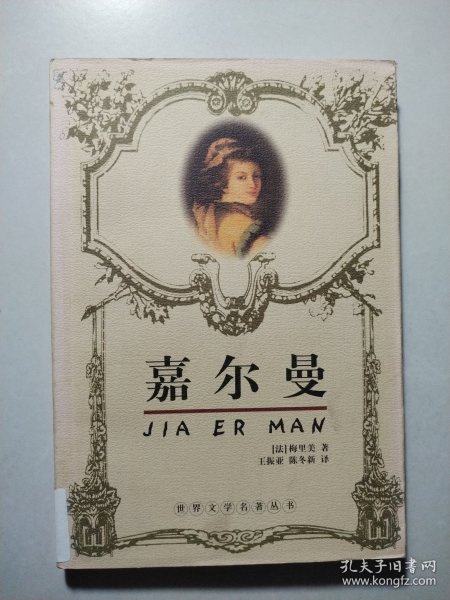 嘉尔曼
JIA ER MAN
[法]梅里美 著
王振亚 陈冬新 译
世界文学名著丛书
孔夫子旧书网
www.kongfz.com